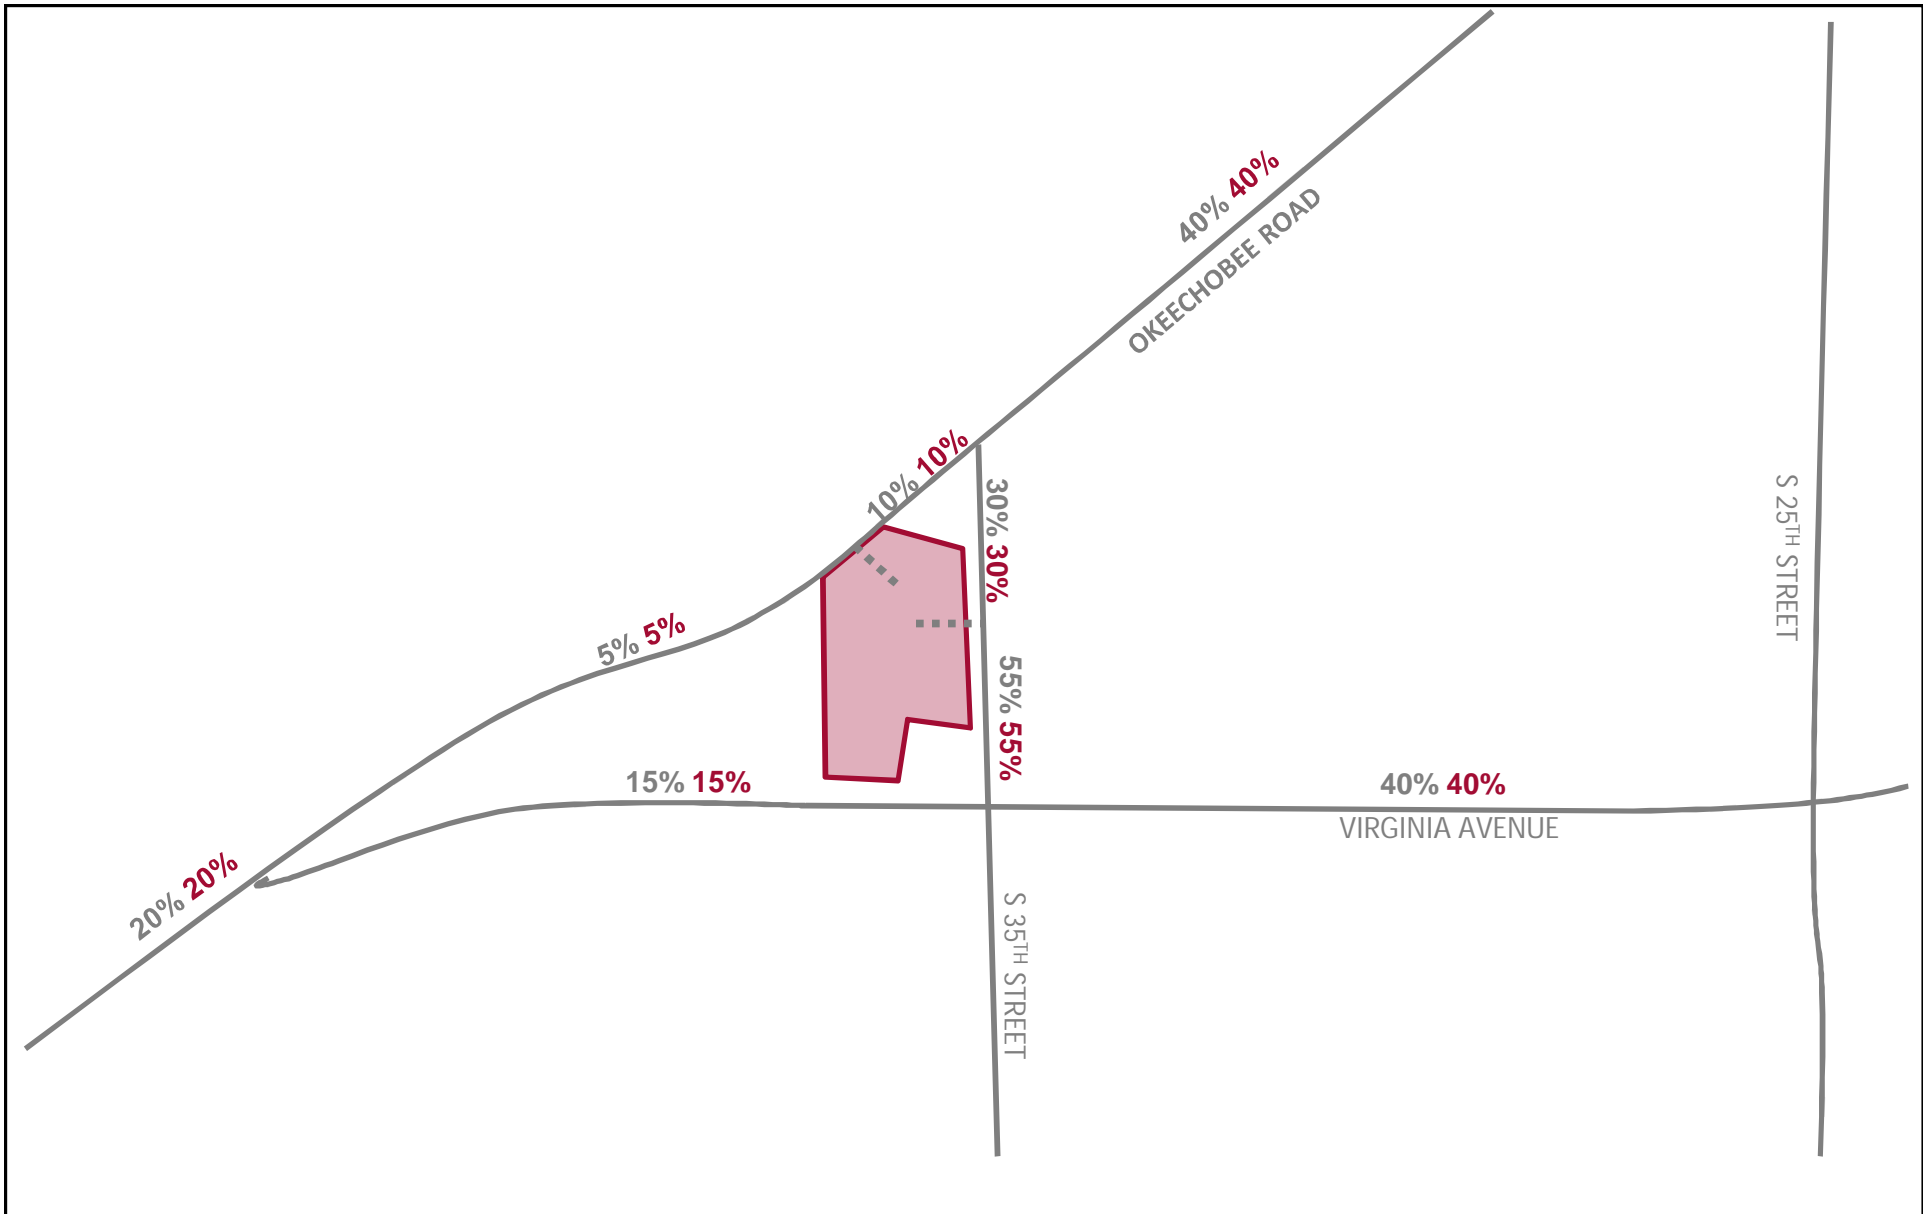 40% 40%
OKEECHOBEE ROAD
10% 10%
30% 30%
S 25TH STREET
5% 5%
55% 55%
15% 15%
40% 40%
VIRGINIA AVENUE
20% 20%
S 35TH STREET